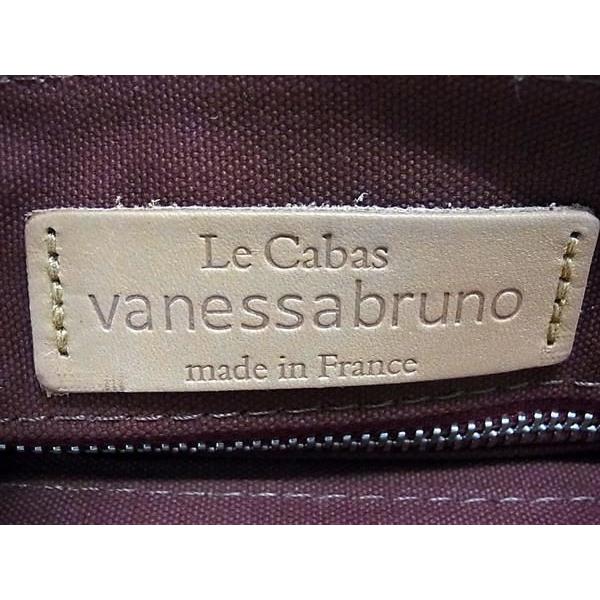 Le Cabas
vanessabruno
made in France